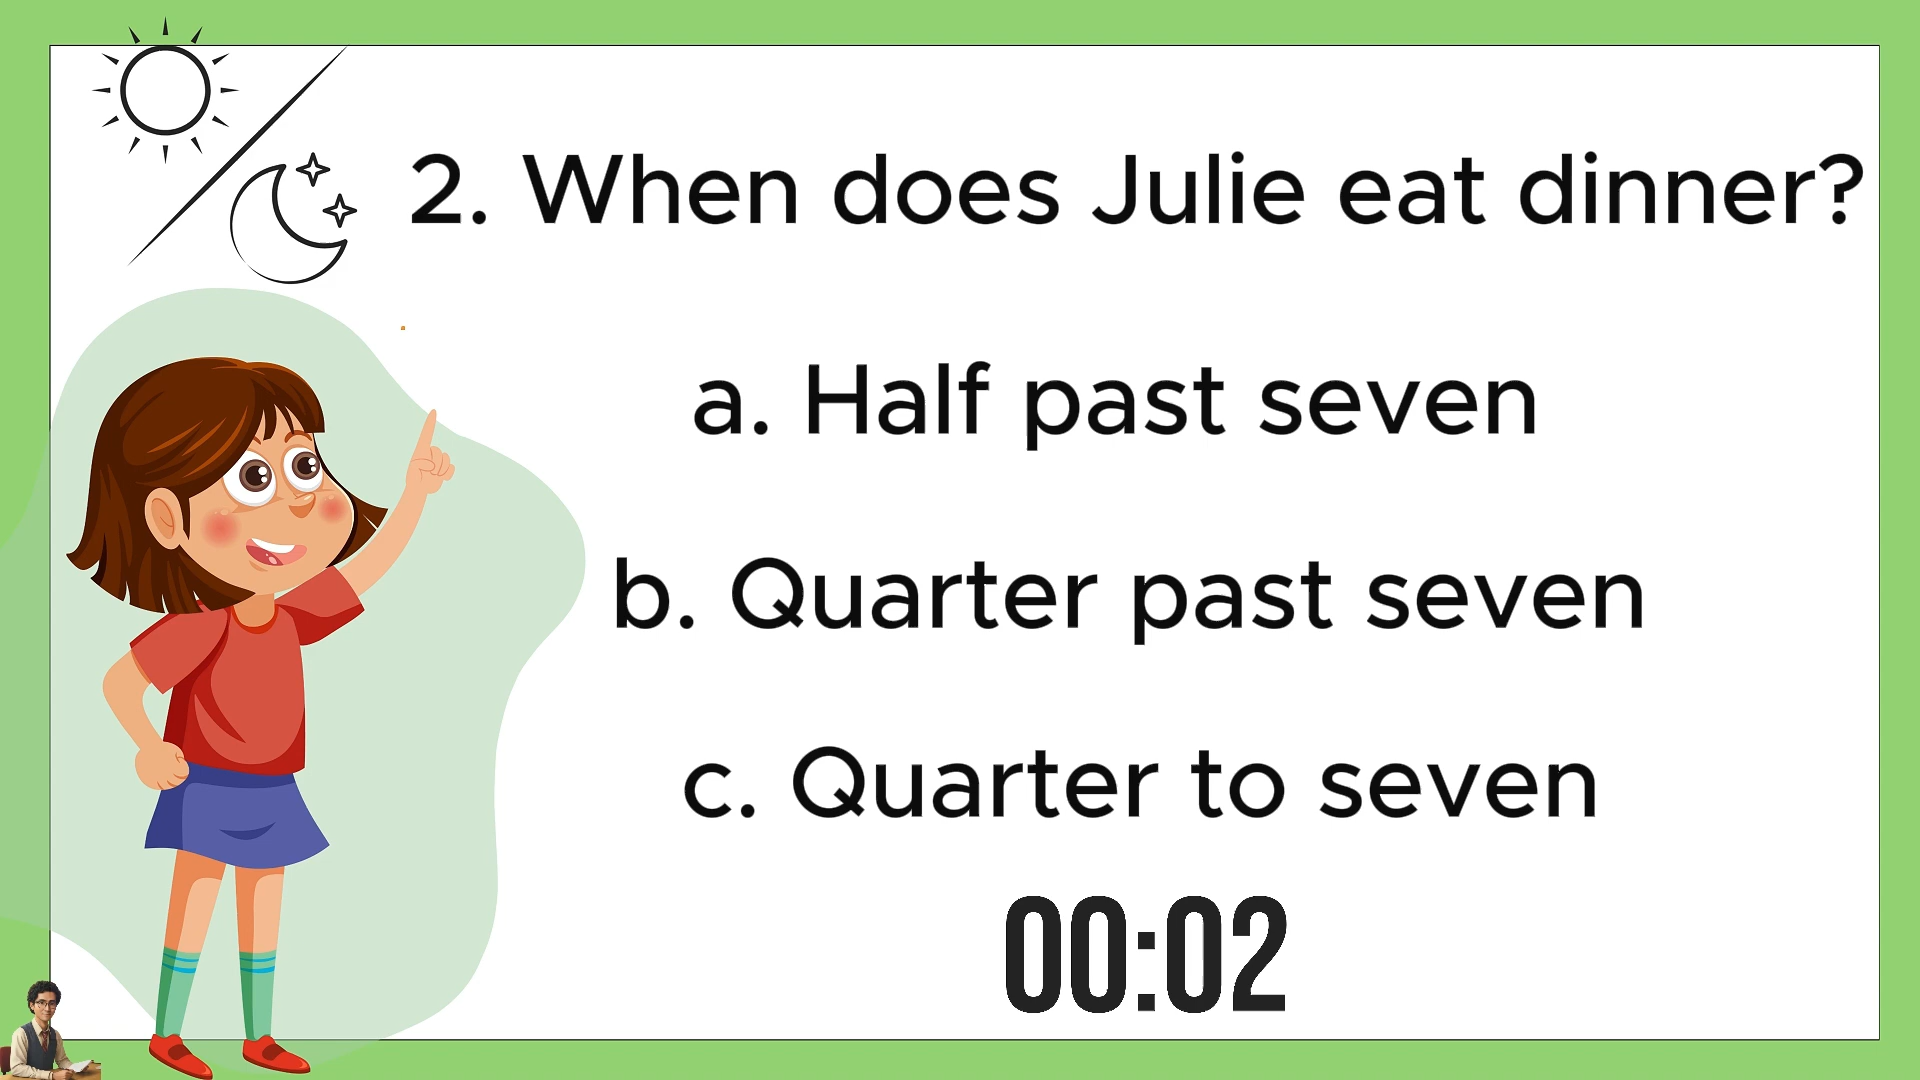 2. When does Julie eat dinner?
a. Half past seven
b. Quarter past seven
c. Quarter to seven
00:02